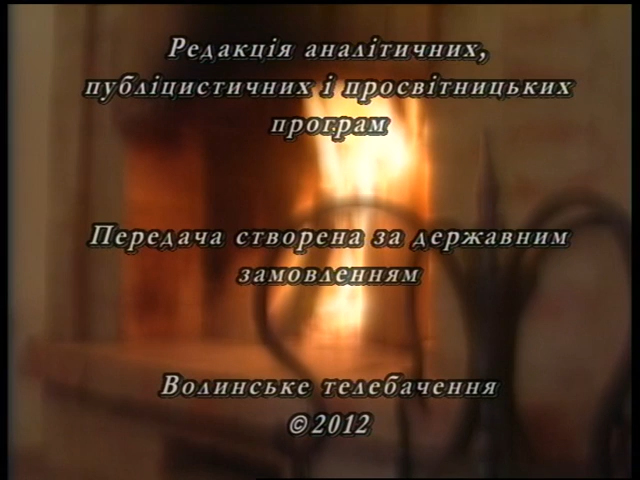 Редакція аналітичних,
публіцистичних і просвітницьких
програм
Передача створена за державним
замовленням
Волинське телебачення
©2012